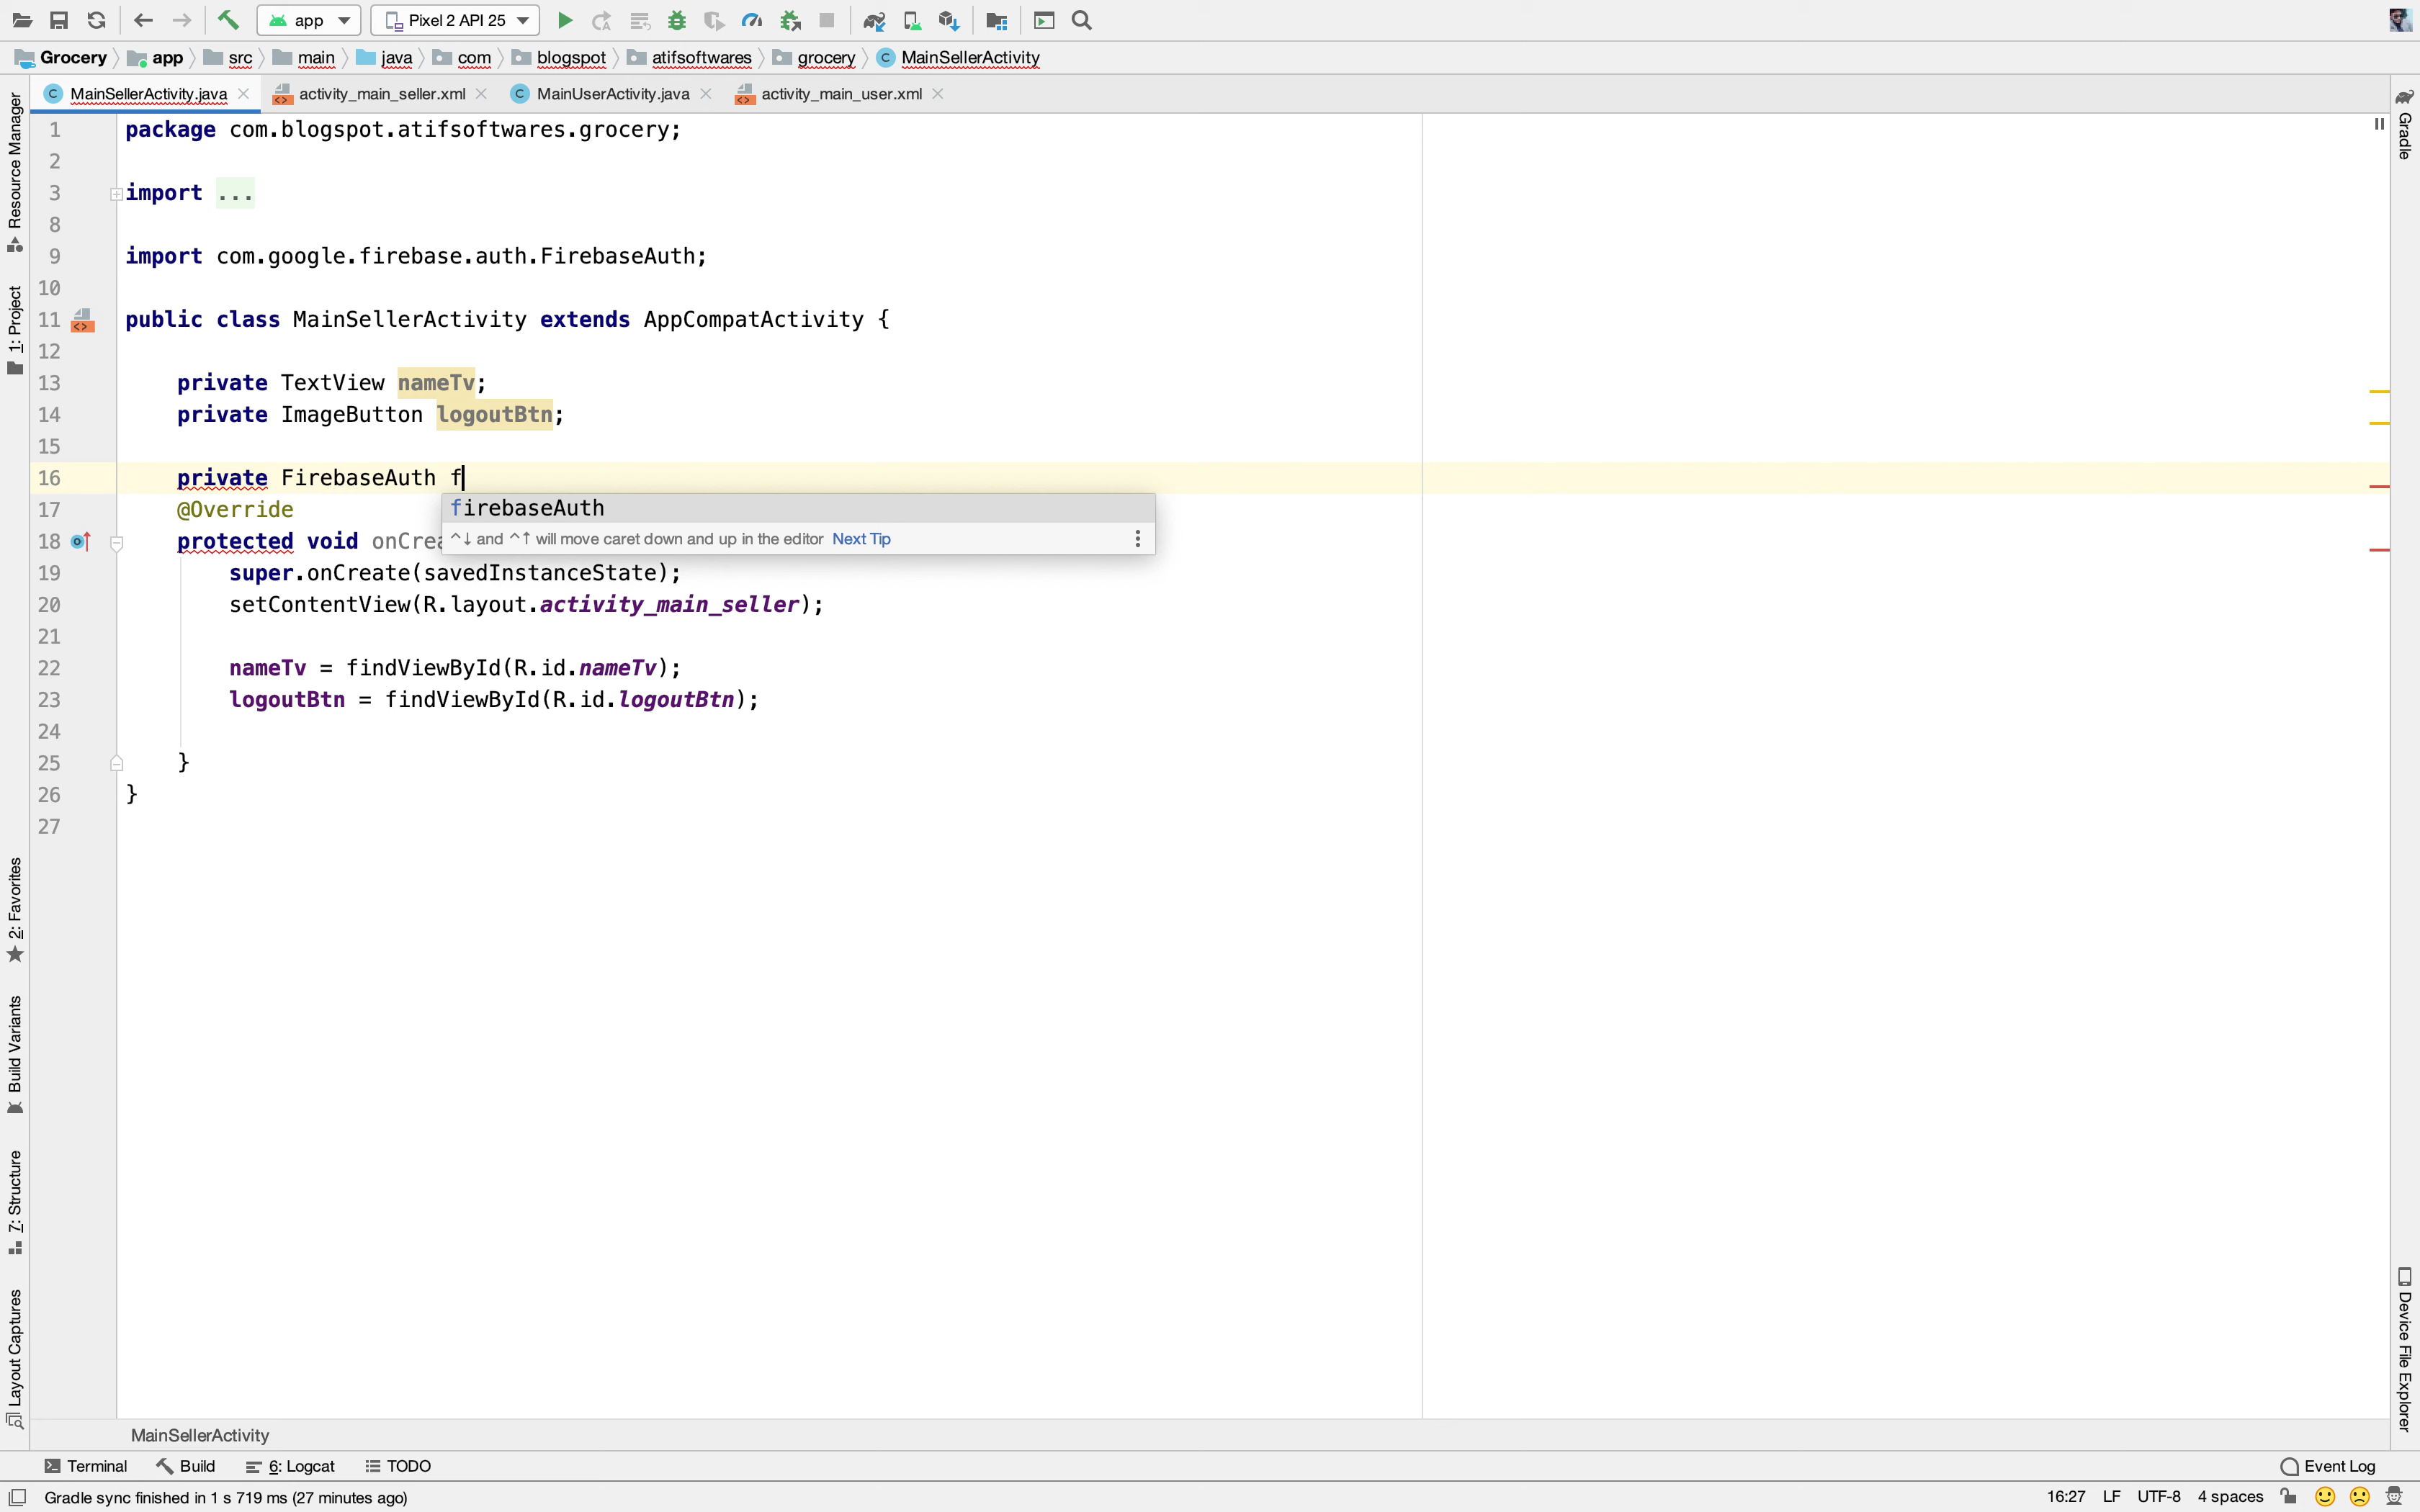 app
Pixel 2 API 25
Grocery app src main java com blogspot atifsoftwares grocery MainSellerActivity
MainSellerActivity.java activity_main_seller.xml MainUserActivity.java activity_main_user.xml
Resource Manager
1: Project
2: Favorites
Build Variants
7: Structure
Layout Captures
1 package com.blogspot.atifsoftwares.grocery;
2
3 import ...
8
9 import com.google.firebase.auth.FirebaseAuth;
10
11 public class MainSellerActivity extends AppCompatActivity {
12
13 private TextView nameTv;
14 private ImageButton logoutBtn;
15
16 private FirebaseAuth f
firebaseAuth
17 @Override
18 protected void onCrea
^↓ and ^↑ will move caret down and up in the editor Next Tip
19 super.onCreate(savedInstanceState);
20 setContentView(R.layout.activity_main_seller);
21
22 nameTv = findViewById(R.id.nameTv);
23 logoutBtn = findViewById(R.id.logoutBtn);
24
25 }
26 }
27
Gradle
Device File Explorer
MainSellerActivity
Terminal Build 6: Logcat TODO Event Log
Gradle sync finished in 1 s 719 ms (27 minutes ago) 16:27 LF UTF-8 4 spaces